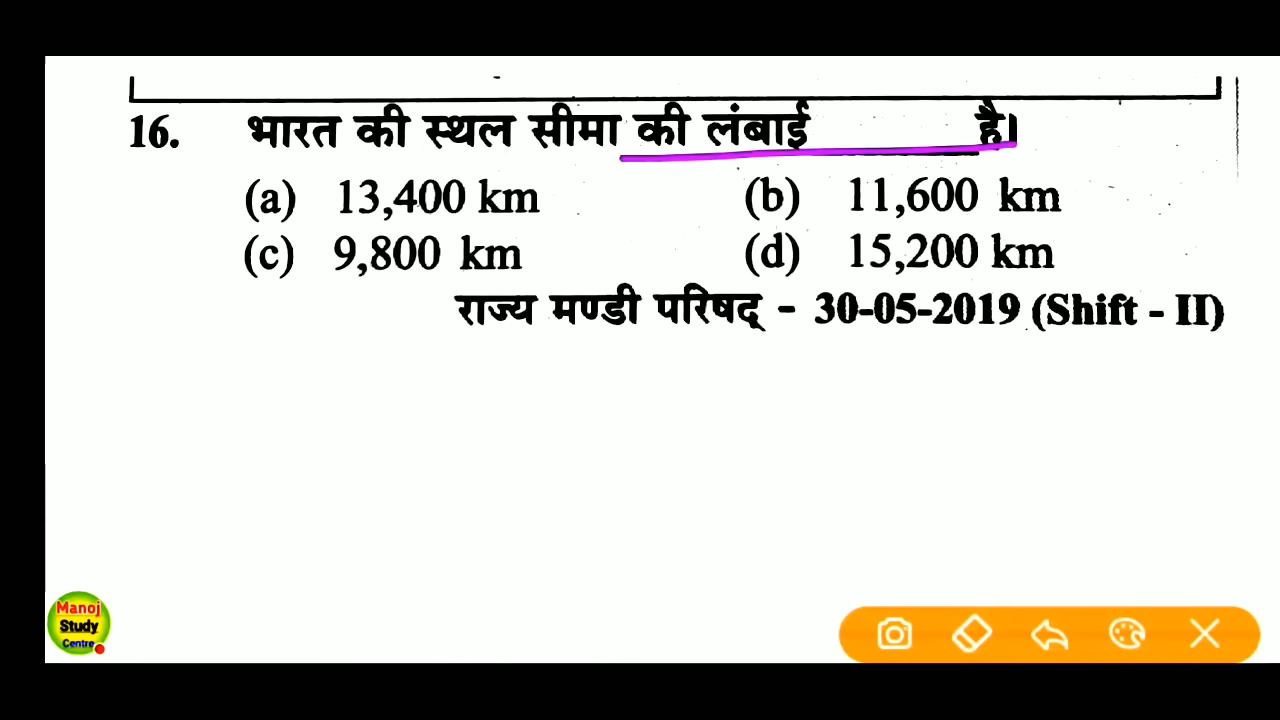 16. भारत की स्थल सीमा की लंबाई ________ है।
(a) 13,400 km (b) 11,600 km
(c) 9,800 km (d) 15,200 km
राज्य मण्डी परिषद् - 30-05-2019 (Shift - II)
Manoj
Study
Centre